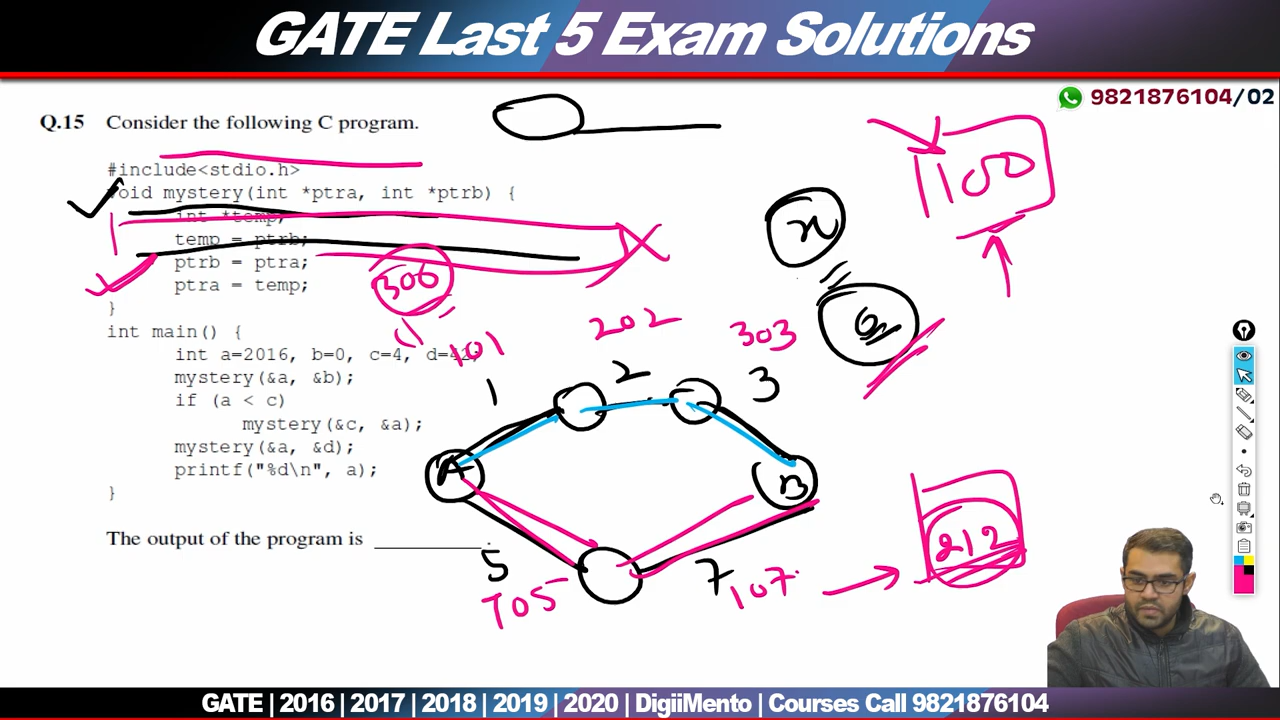 GATE Last 5 Exam Solutions
9821876104/02
Q.15 Consider the following C program.
#include<stdio.h>
void mystery(int *ptra, int *ptrb) {
int *temp;
temp = ptrb;
ptrb = ptra;
ptra = temp;
}
int main() {
int a=2016, b=0, c=4, d=42;
mystery(&a, &b);
if (a < c)
mystery(&c, &a);
mystery(&a, &d);
printf("%d\n", a);
}
The output of the program is __________.
100
n
306
101
202
303
1
2
3
A
B
5
7
105
107
212
GATE | 2016 | 2017 | 2018 | 2019 | 2020 | DigiiMento | Courses Call 9821876104